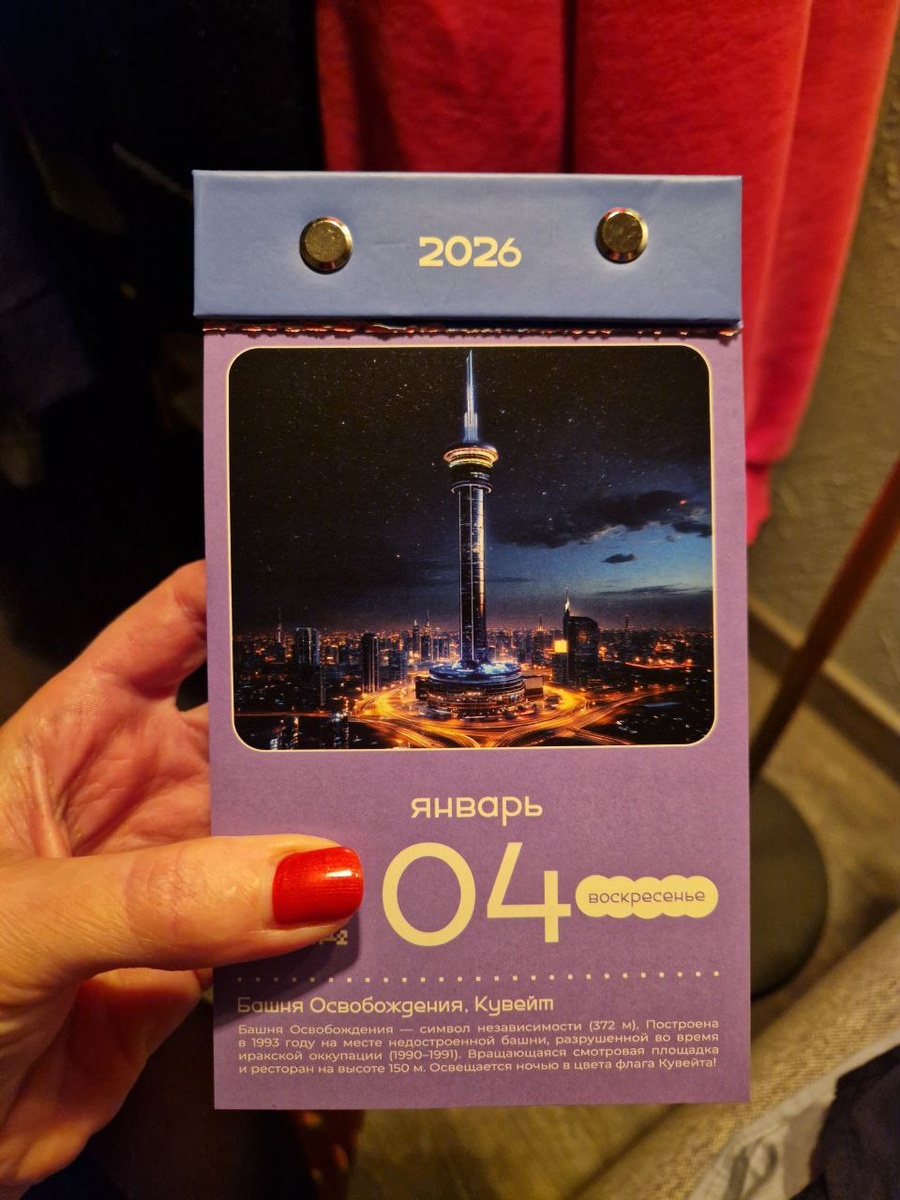 2026
январь
04
воскресенье
Башня Освобождения, Кувейт
Башня Освобождения — символ независимости (372 м). Построена
в 1993 году на месте недостроенной башни, разрушенной во время
иракской оккупации (1990–1991). Вращающаяся смотровая площадка
и ресторан на высоте 150 м. Освещается ночью в цвета флага Кувейта!